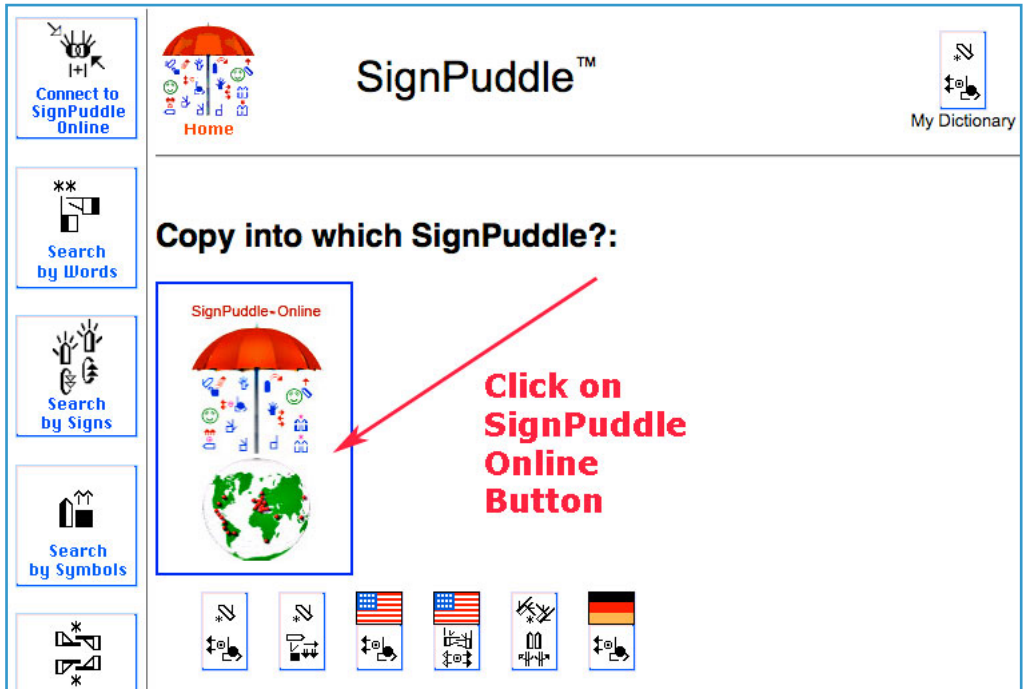 Connect to
SignPuddle
Online
Home
SignPuddle™
My Dictionary
Search
by Words
Copy into which SignPuddle?:
SignPuddle-Online
Search
by Signs
Click on
SignPuddle
Online
Button
Search
by Symbols